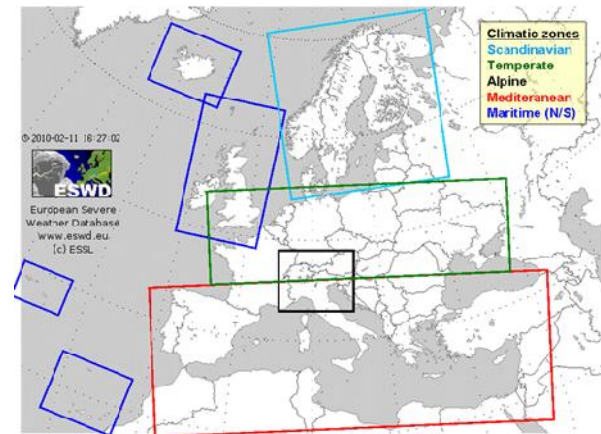 Climatic zones
Scandinavian
Temperate
Alpine
Mediteranean
Maritime (N/S)
© 2010-02-11 16:27:02
ESWD
European Severe
Weather Database
www.eswd.eu
(c) ESSL